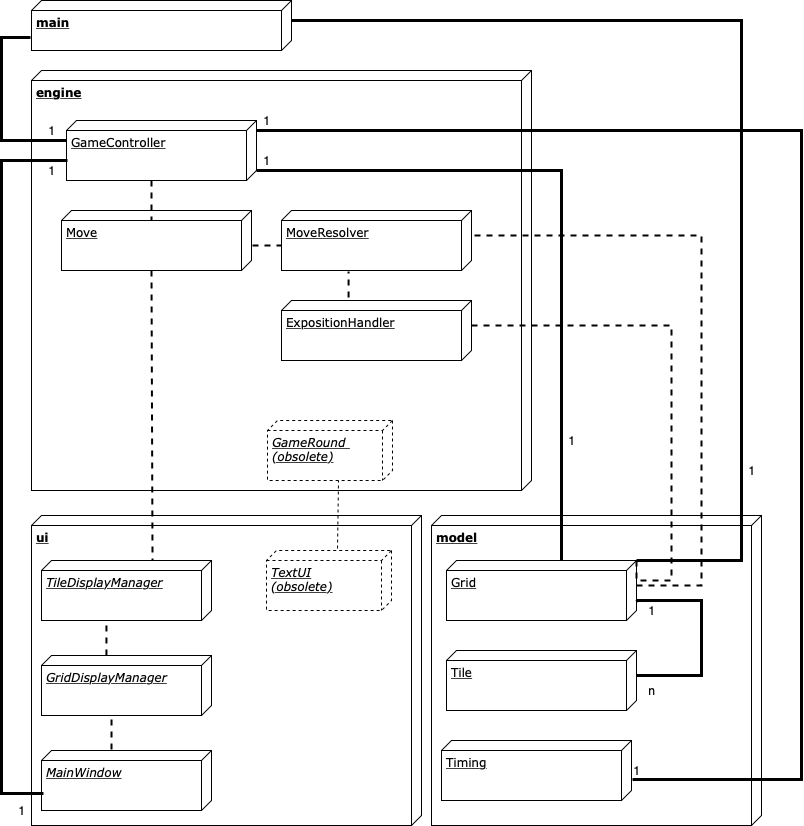 main
engine
1
1
GameController
1
1
Move
MoveResolver
ExpositionHandler
GameRound
(obsolete)
1
1
ui
model
TileDisplayManager
TextUI
(obsolete)
Grid
1
GridDisplayManager
Tile
n
MainWindow
Timing
1
1